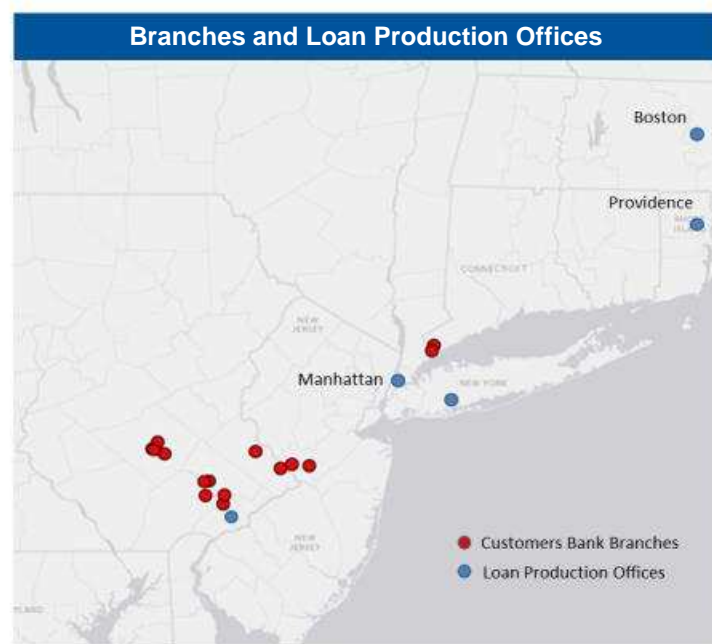 Branches and Loan Production Offices
Boston
Providence
CONNECTICUT
NEW
JERSEY
Manhattan
NEW YORK
NEW
JERSEY
Customers Bank Branches
Loan Production Offices